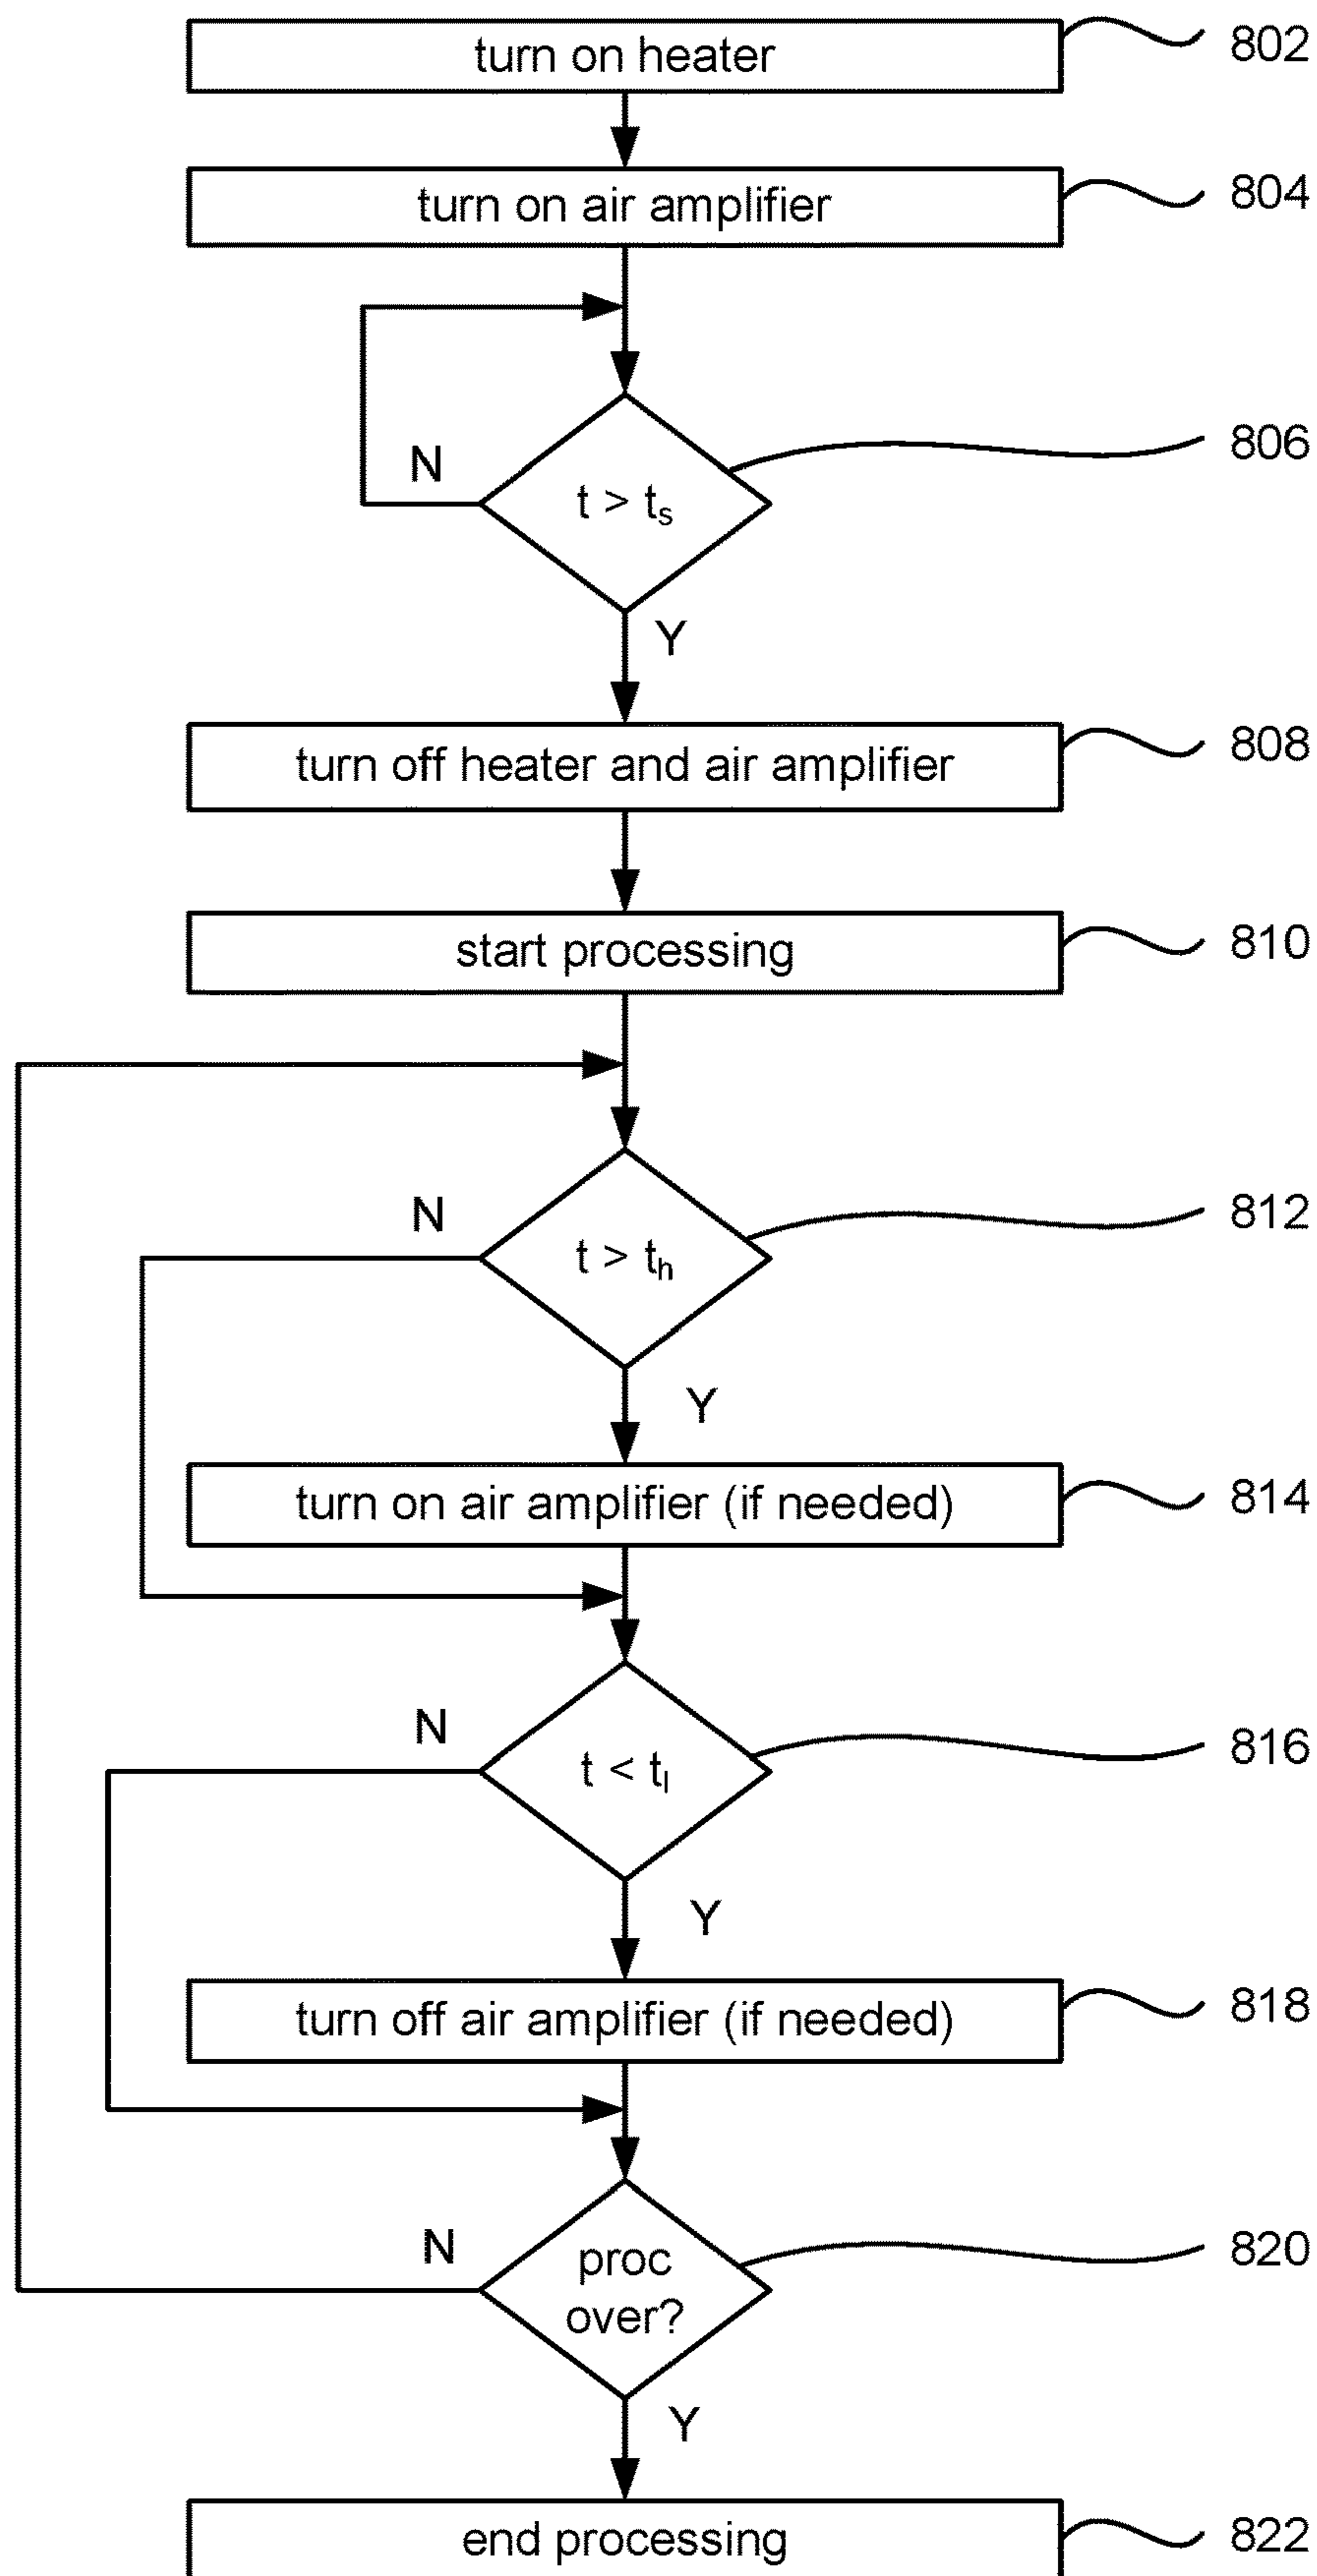 turn on heater
802
turn on air amplifier
804
N
t > ts
806
Y
turn off heater and air amplifier
808
start processing
810
N
t > th
812
Y
turn on air amplifier (if needed)
814
N
t < tl
816
Y
turn off air amplifier (if needed)
818
N
proc
over?
820
Y
end processing
822